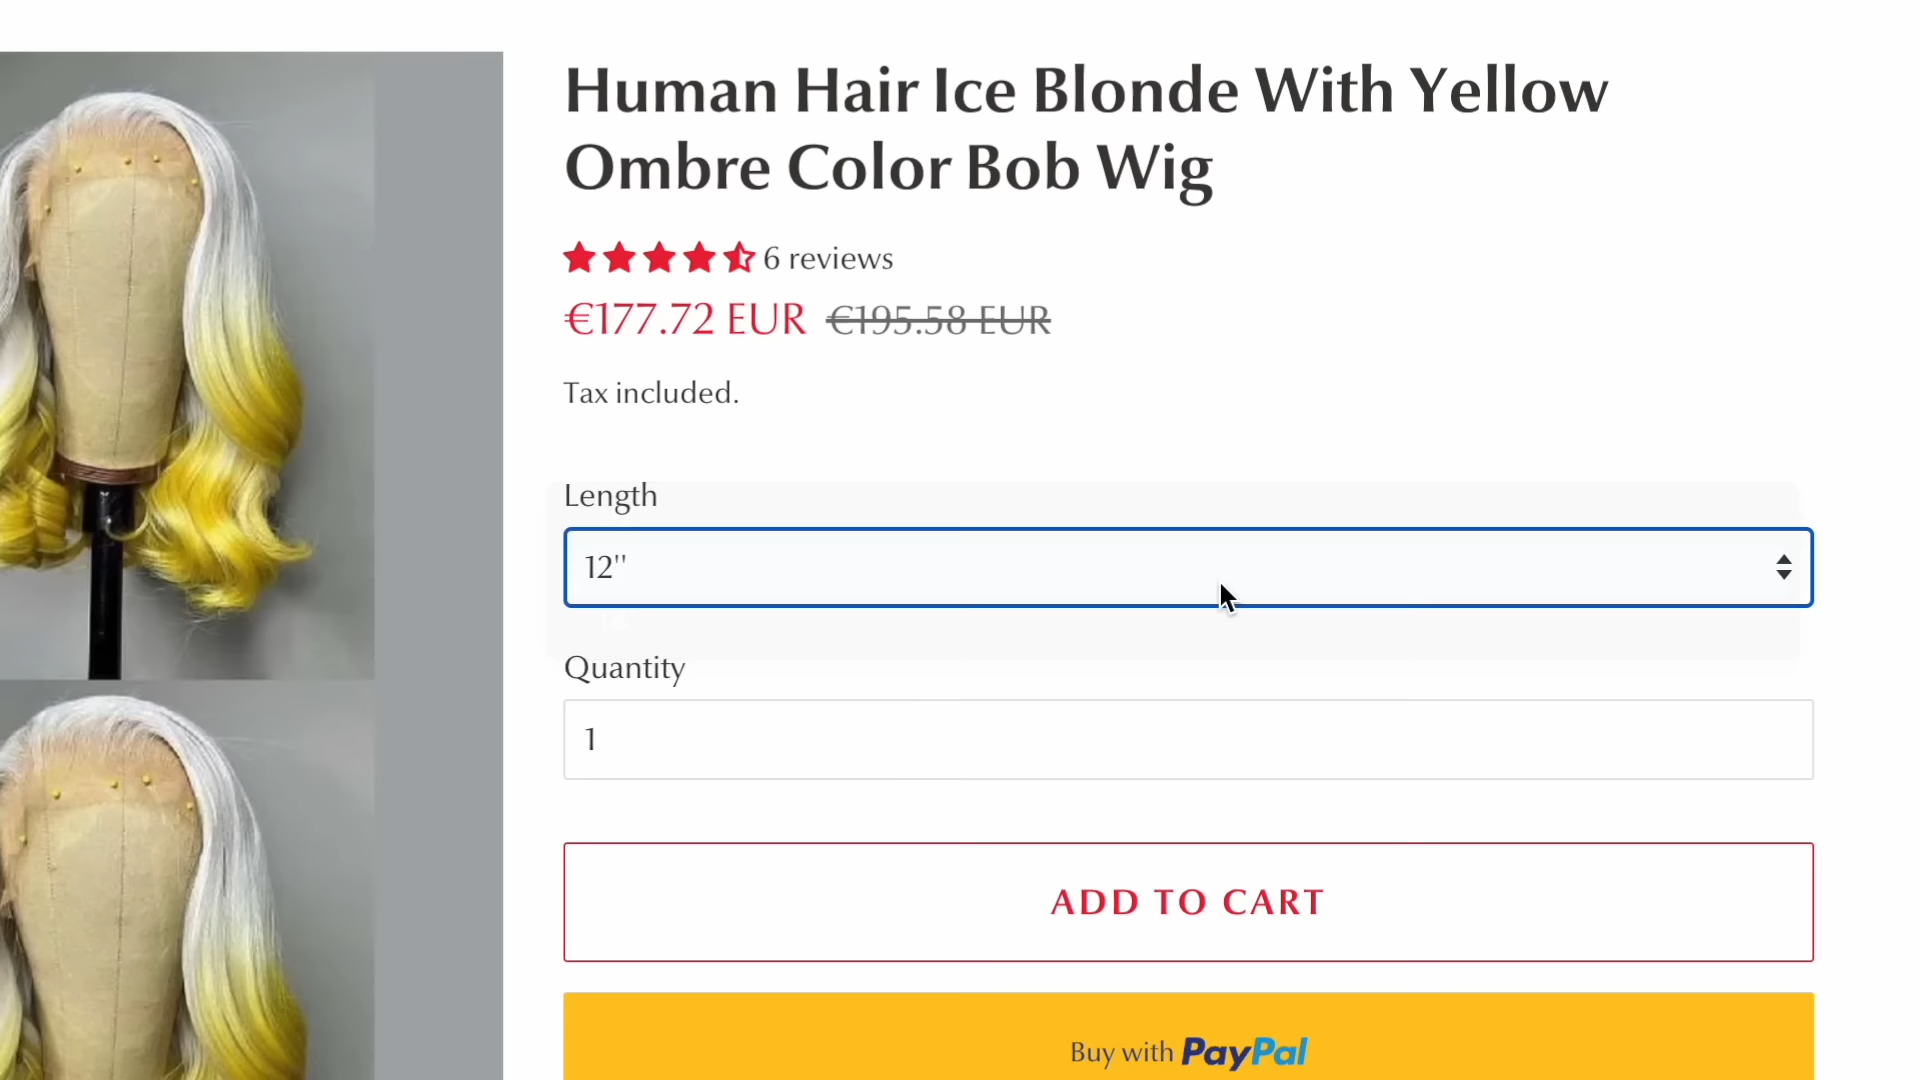 Human Hair Ice Blonde With Yellow
Ombre Color Bob Wig
6 reviews
€177.72 EUR €195.58 EUR
Tax included.
Length
12''
Quantity
1
ADD TO CART
Buy with PayPal